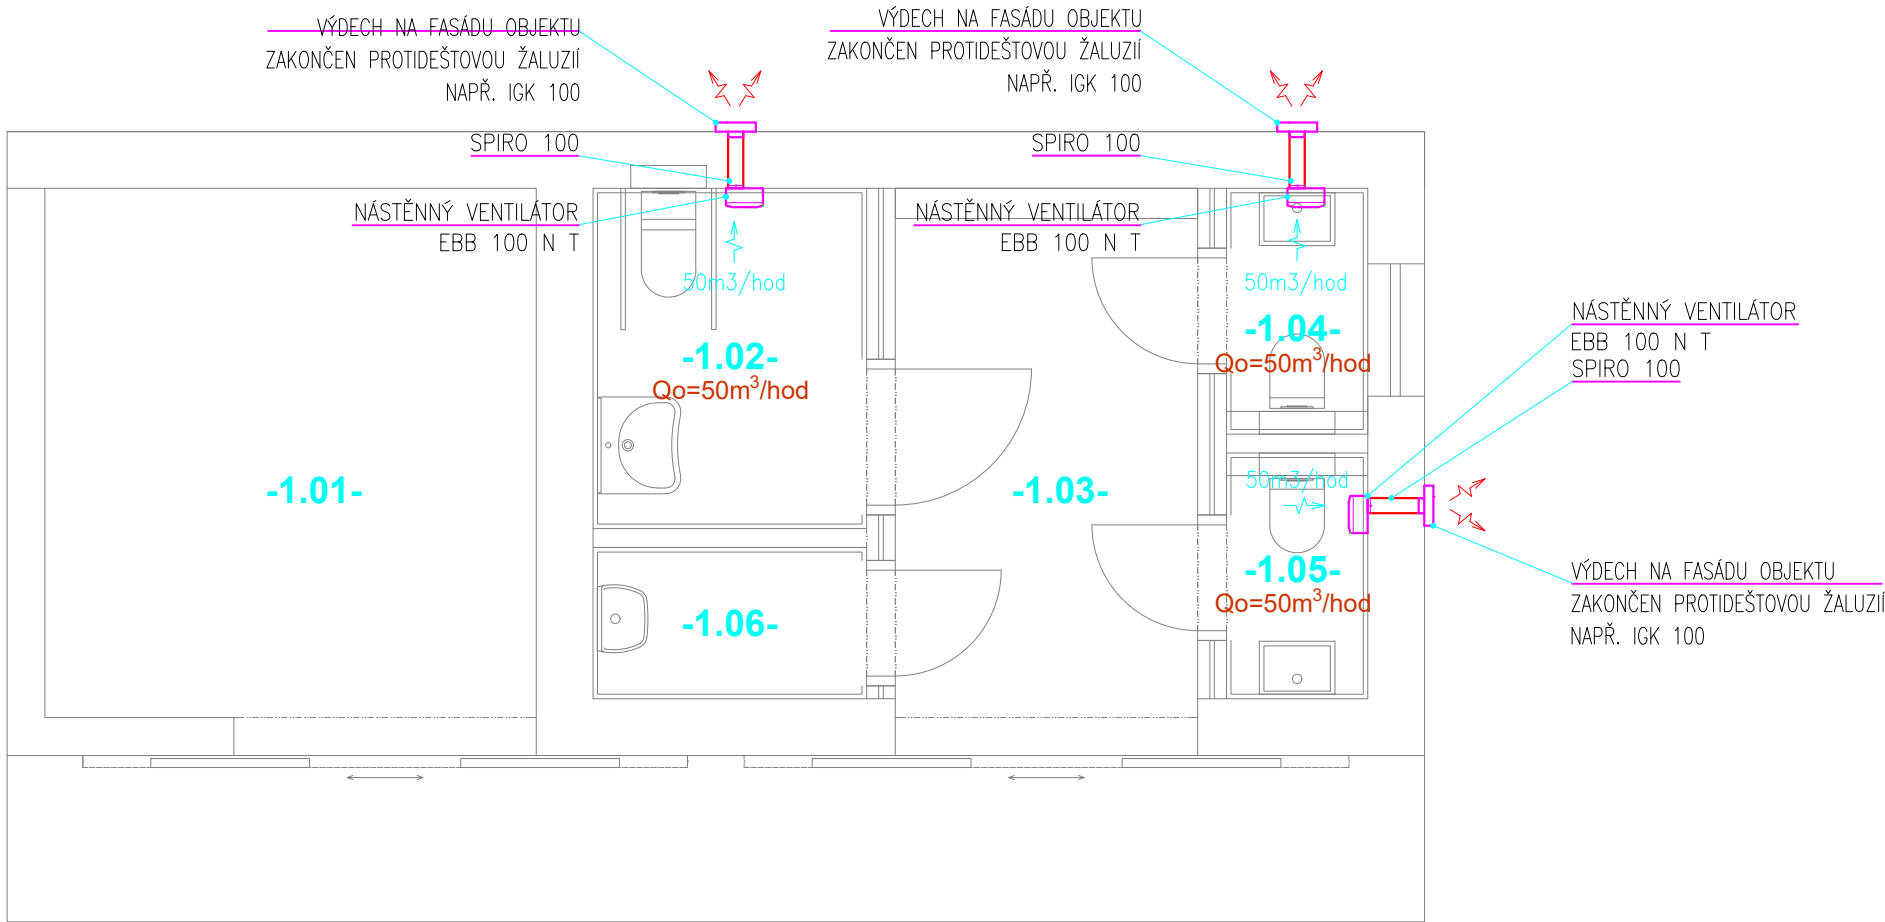 VÝDECH NA FASÁDU OBJEKTU
ZAKONČEN PROTIDEŠTOVOU ŽALUZIÍ
NAPŘ. IGK 100
SPIRO 100
NÁSTĚNNÝ VENTILÁTOR
EBB 100 N T
50m3/hod
-1.02-
Qo=50m³/hod
VÝDECH NA FASÁDU OBJEKTU
ZAKONČEN PROTIDEŠTOVOU ŽALUZIÍ
NAPŘ. IGK 100
SPIRO 100
NÁSTĚNNÝ VENTILÁTOR
EBB 100 N T
50m3/hod
-1.04-
Qo=50m³/hod
NÁSTĚNNÝ VENTILÁTOR
EBB 100 N T
SPIRO 100
-1.01-
-1.03-
50m3/hod
-1.05-
Qo=50m³/hod
-1.06-
VÝDECH NA FASÁDU OBJEKTU
ZAKONČEN PROTIDEŠTOVOU ŽALUZIÍ
NAPŘ. IGK 100